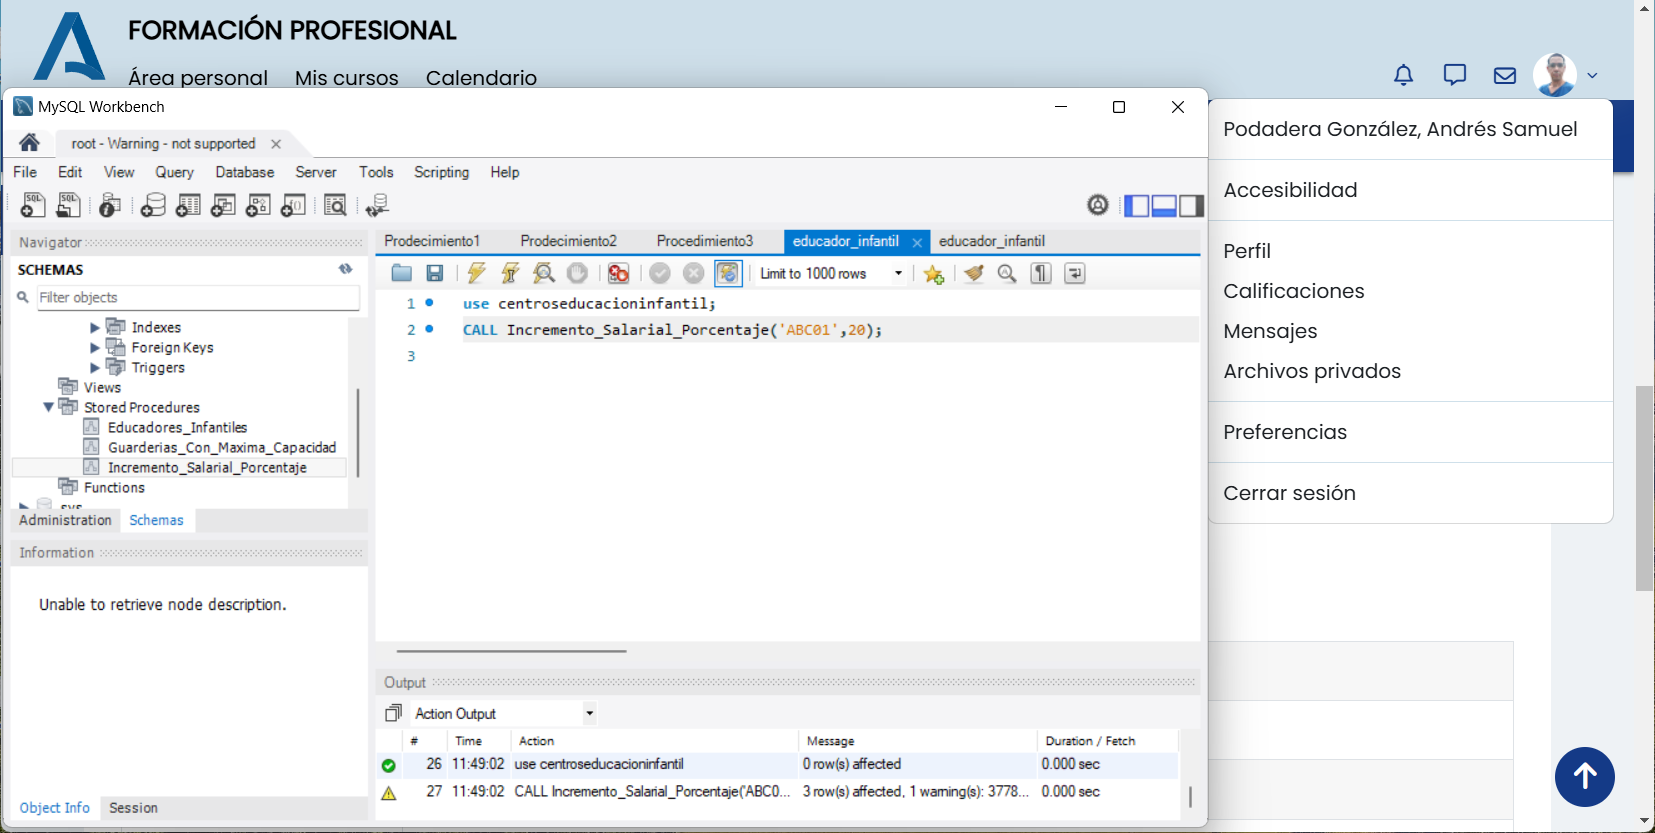 FORMACIÓN PROFESIONAL
Área personal Mis cursos Calendario
MySQL Workbench
root - Warning - not supported
File Edit View Query Database Server Tools Scripting Help
Navigator
SCHEMAS
Filter objects
Indexes
Foreign Keys
Triggers
Views
Stored Procedures
Educadores_Infantiles
Guarderias_Con_Maxima_Capacidad
Incremento_Salarial_Porcentaje
Functions
sys
Administration Schemas
Information
Unable to retrieve node description.
Object Info Session
Prodecimiento1 Prodecimiento2 Procedimiento3 educador_infantil educador_infantil
Limit to 1000 rows
1 use centroseducacioninfantil;
2 CALL Incremento_Salarial_Porcentaje('ABC01',20);
3
Output
Action Output
# Time Action Message Duration / Fetch
26 11:49:02 use centroseducacioninfantil 0 row(s) affected 0.000 sec
27 11:49:02 CALL Incremento_Salarial_Porcentaje('ABC0... 3 row(s) affected, 1 warning(s): 3778... 0.000 sec
Podadera González, Andrés Samuel
Accesibilidad
Perfil
Calificaciones
Mensajes
Archivos privados
Preferencias
Cerrar sesión